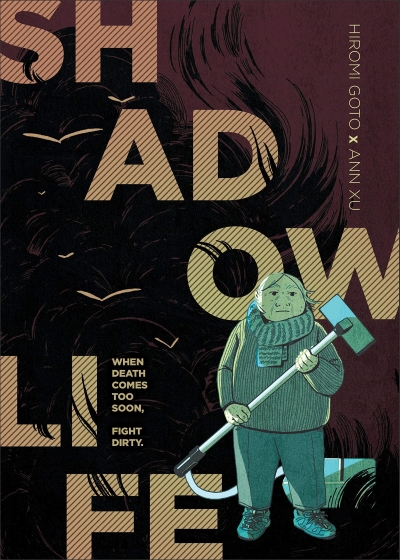 SH
AD
OW
LI
FE
HIROMI GOTO x ANN XU
WHEN
DEATH
COMES
TOO
SOON,
FIGHT
DIRTY.